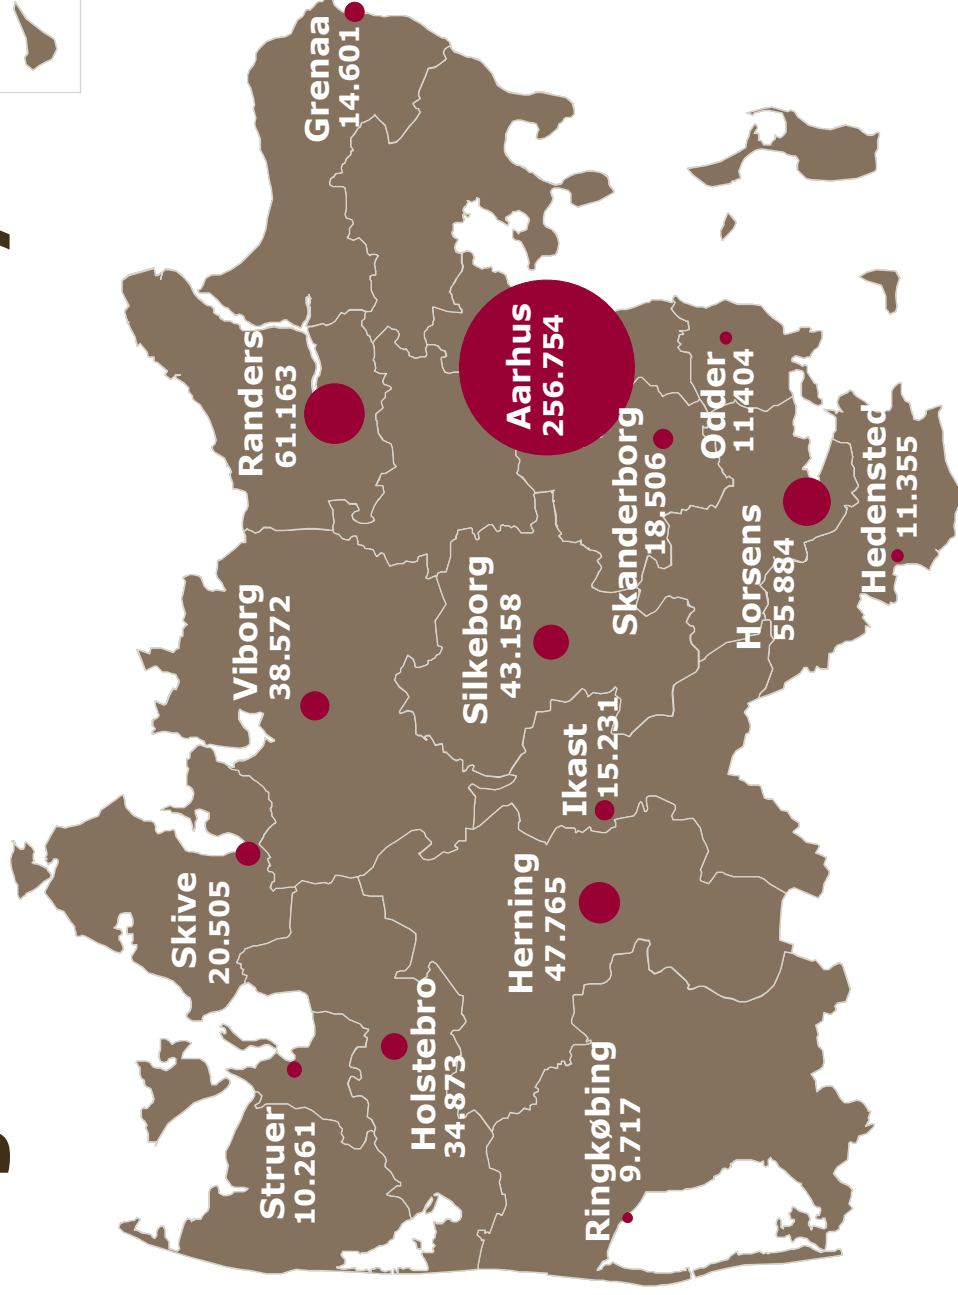 Skive
20.505
Struer
10.261
Holstebro
34.873
Viborg
38.572
Randers
61.163
Grenaa
14.601
Ringkøbing
9.717
Herning
47.765
Ikast
15.231
Silkeborg
43.158
Aarhus
256.754
Skanderborg
18.506
Odder
11.404
Horsens
55.884
Hedensted
11.355